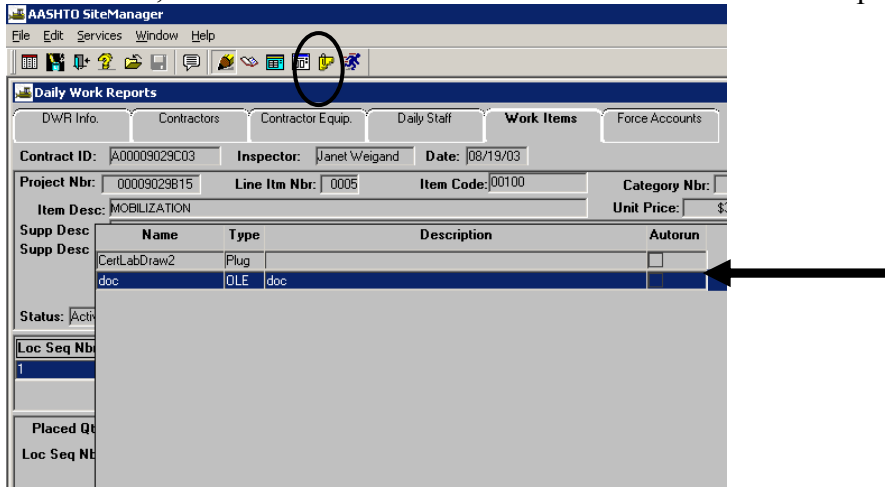 AASHTO SiteManager
File Edit Services Window Help
Daily Work Reports
DWR Info. Contractors Contractor Equip. Daily Staff Work Items Force Accounts
Contract ID: A00009029C03 Inspector: Janet Weigand Date: 08/19/03
Project Nbr: 00009029B15 Line Itm Nbr: 0005 Item Code: 00100 Category Nbr:
Item Desc: MOBILIZATION Unit Price:
Supp Desc
Supp Desc
Name Type Description Autorun
CertLabDraw2 Plug
doc OLE doc
Status:
Loc Seq
1
Placed
Loc Seq